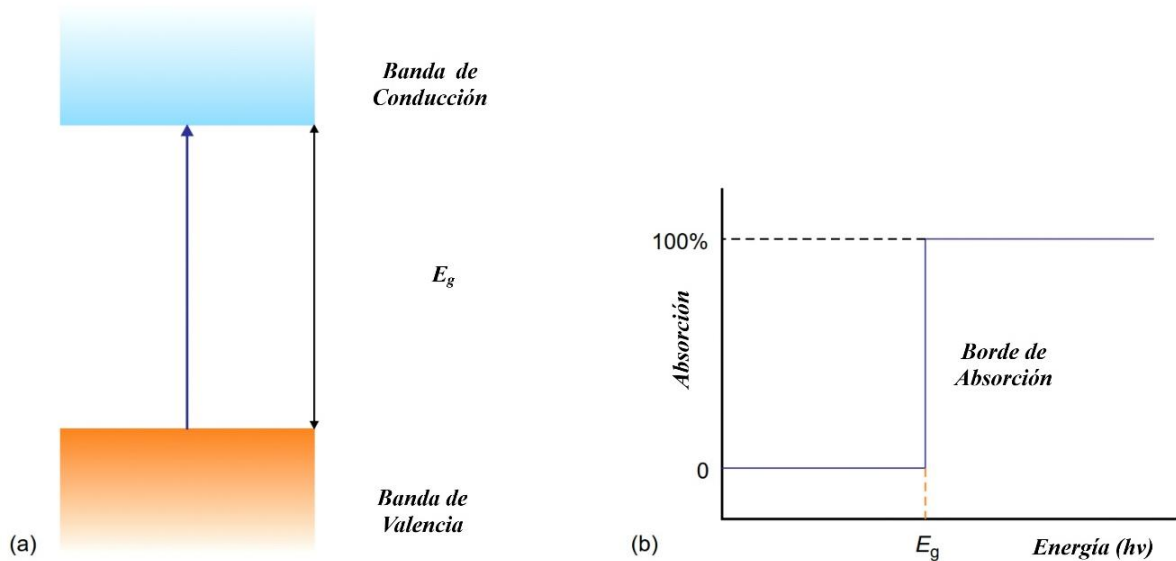 Banda de
Conducción
E_g
Banda de
Valencia
(a)
100%
Absorción
Borde de
Absorción
0
E_g
Energía (hν)
(b)